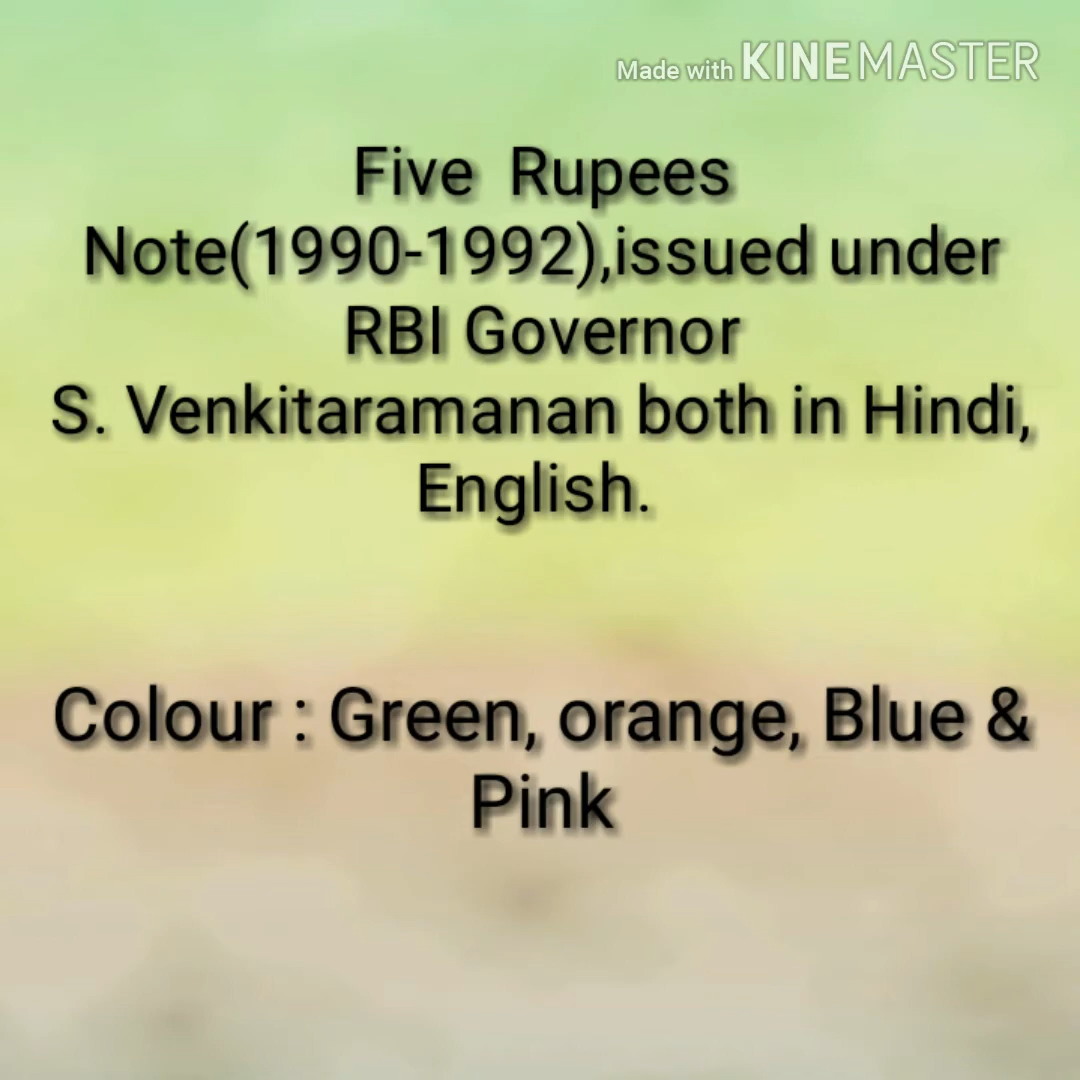 Made with KINEMASTER
Five Rupees
Note(1990-1992),issued under
RBI Governor
S. Venkitaramanan both in Hindi,
English.
Colour : Green, orange, Blue &
Pink